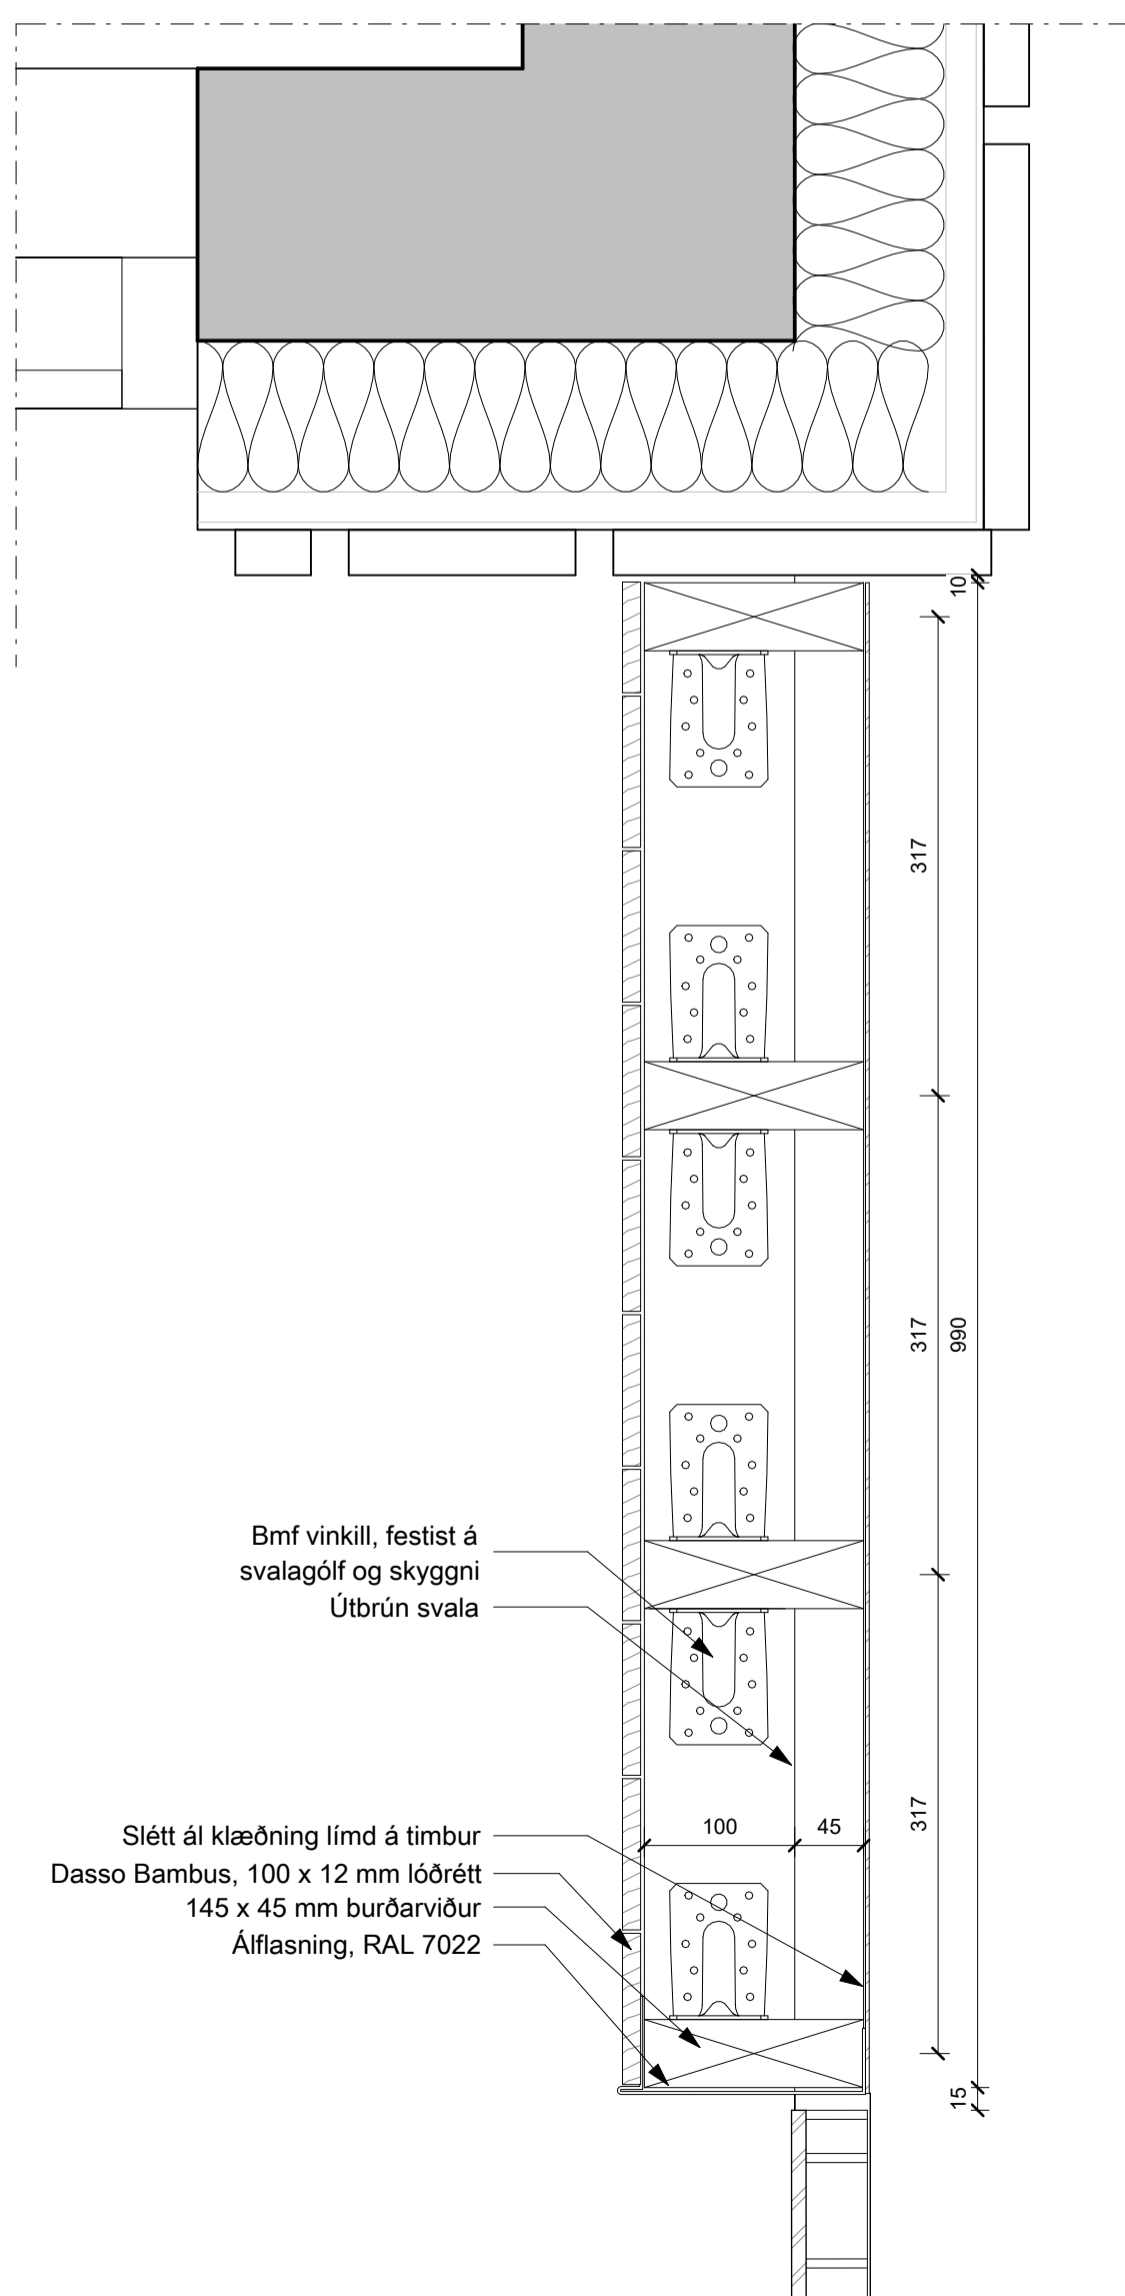 10
317
317
990
Bmf vinkill, festist á
svalagólf og skyggni
Útbrún svala
317
100
45
Slétt ál klæðning límd á timbur
Dasso Bambus, 100 x 12 mm lóðrétt
145 x 45 mm burðarviður
Álflasning, RAL 7022
15